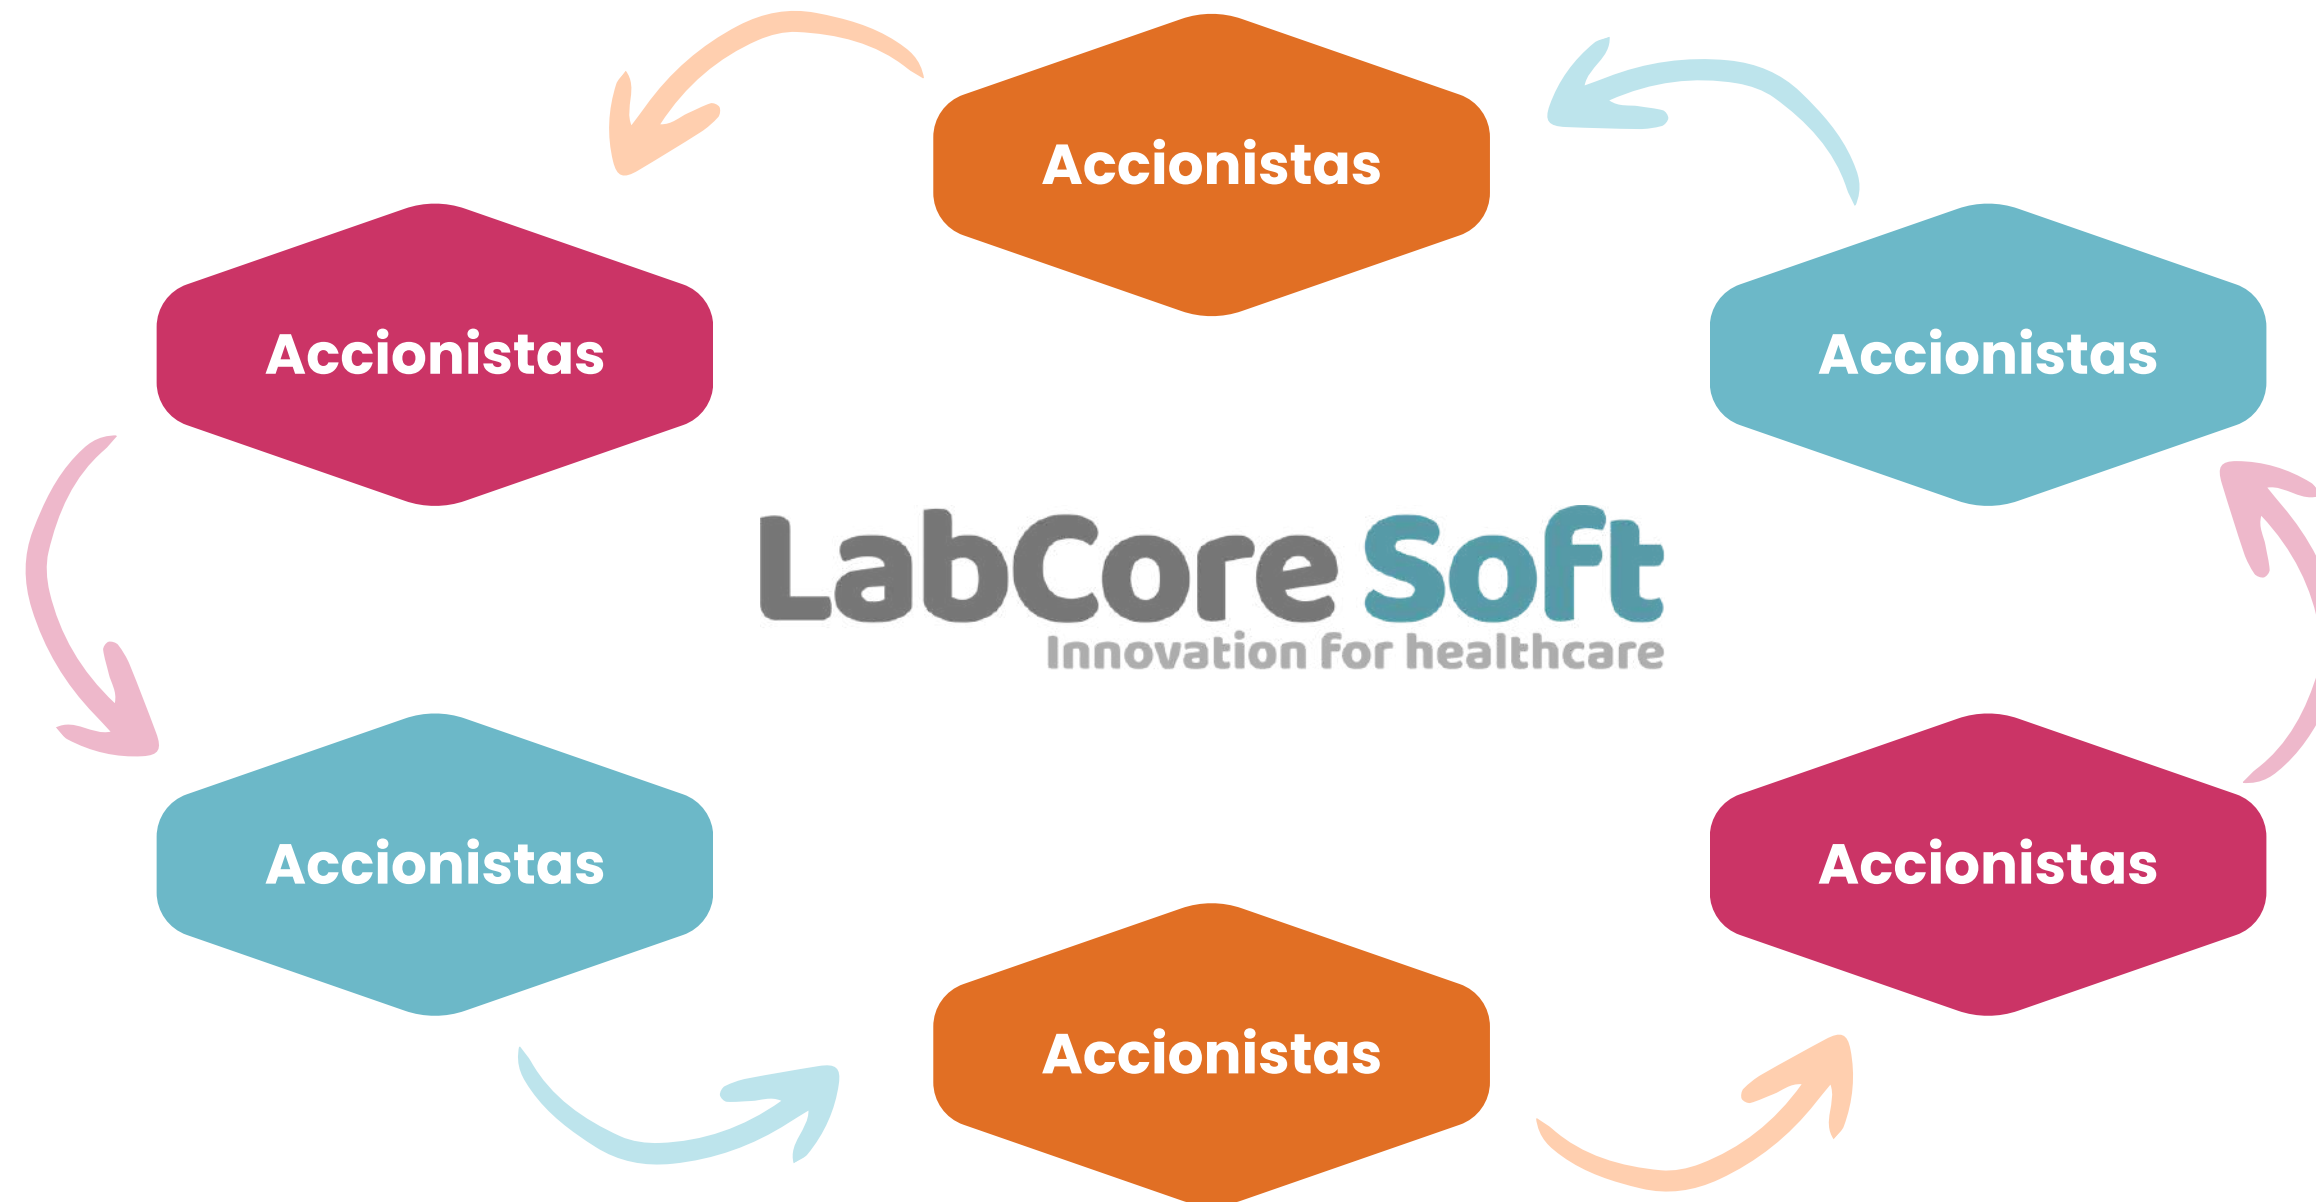 Accionistas
Accionistas
Accionistas
LabCore Soft
Innovation for healthcare
Accionistas
Accionistas
Accionistas